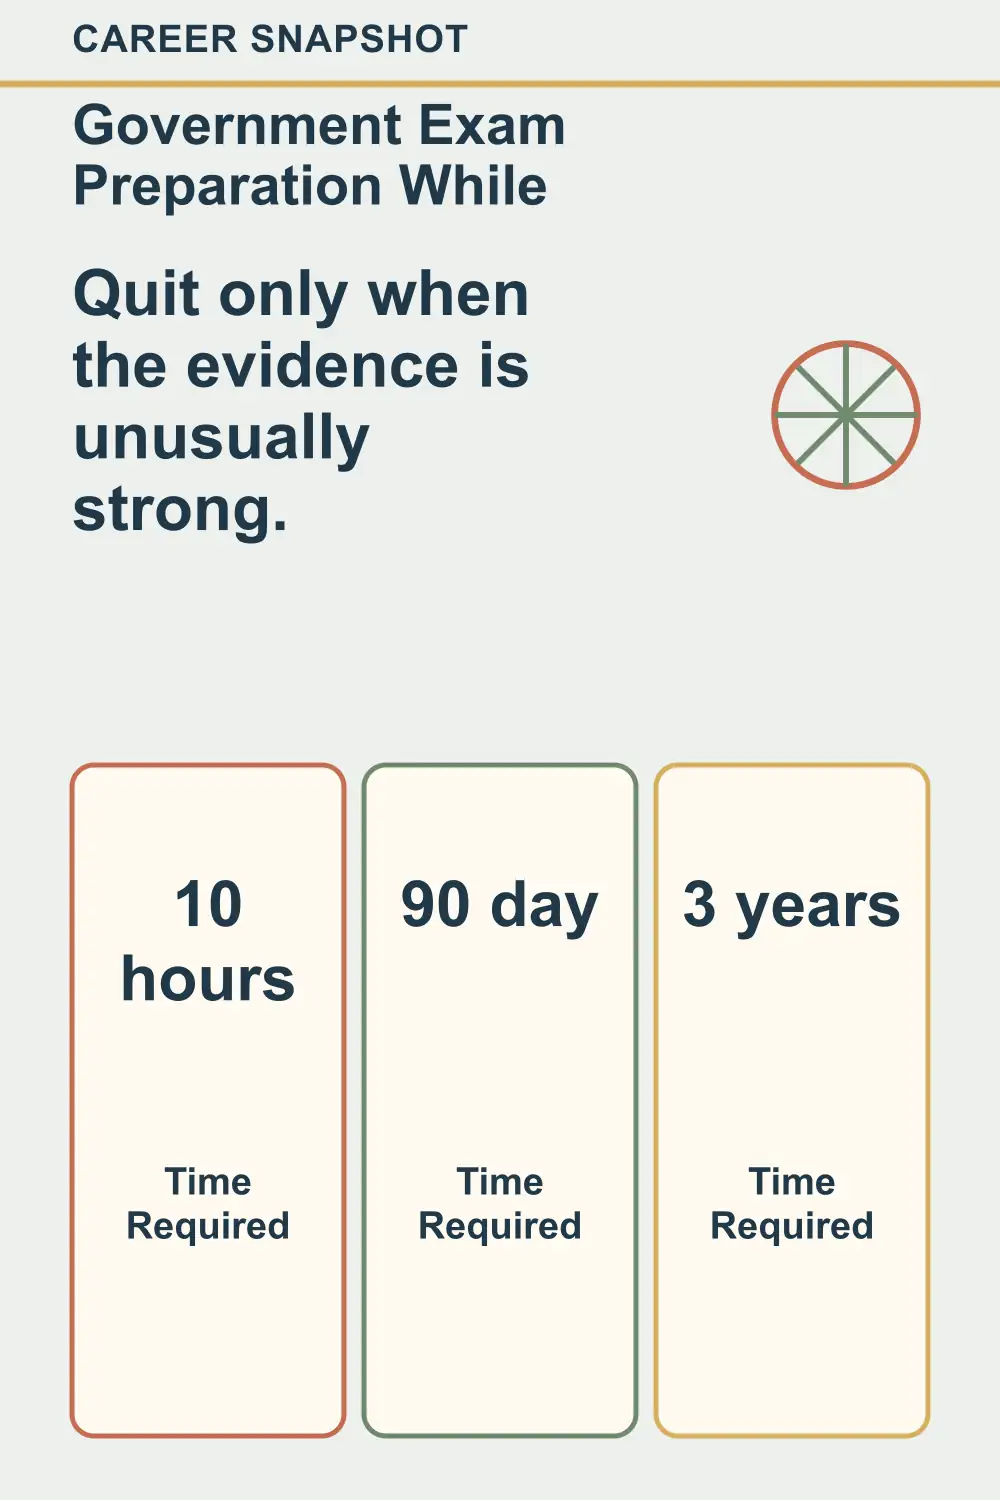 CAREER SNAPSHOT
Government Exam
Preparation While
Quit only when
the evidence is
unusually
strong.
10
hours
Time
Required
90 day
Time
Required
3 years
Time
Required